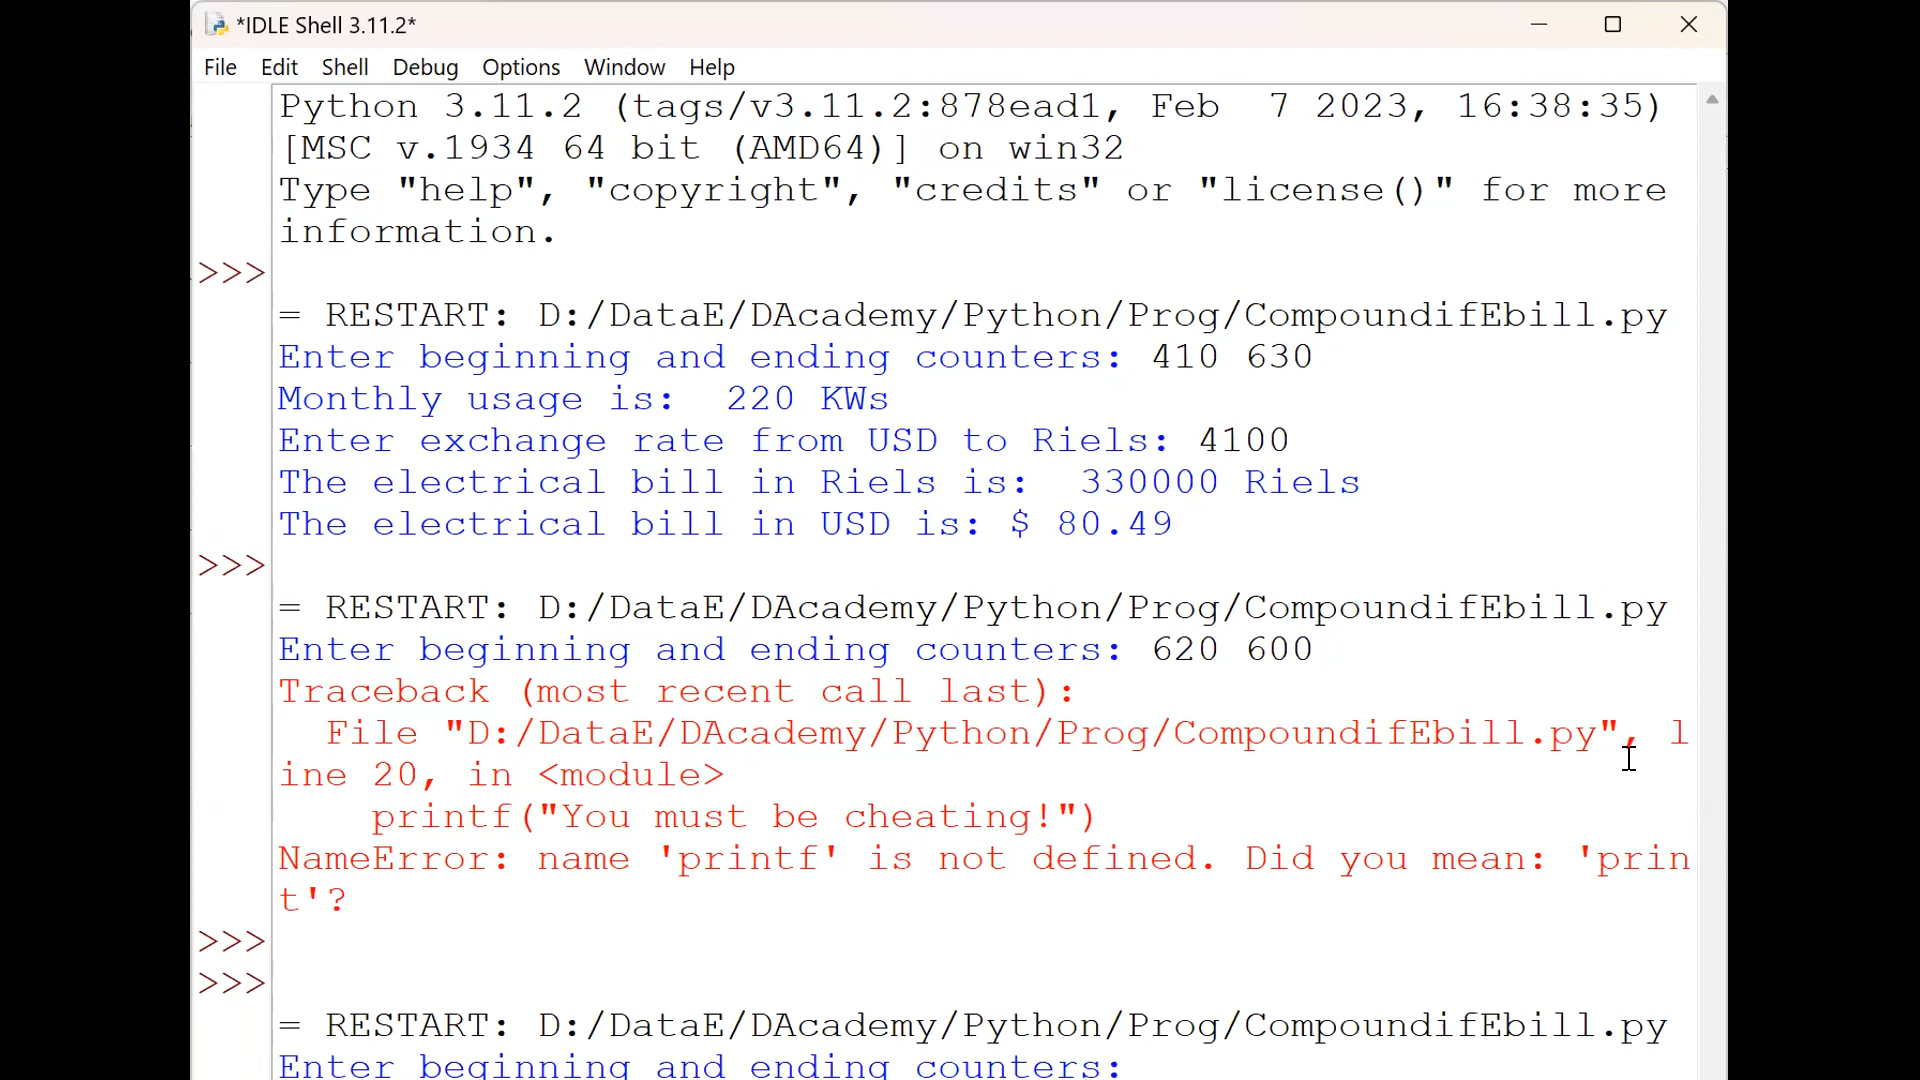 *IDLE Shell 3.11.2*
File Edit Shell Debug Options Window Help
Python 3.11.2 (tags/v3.11.2:878ead1, Feb  7 2023, 16:38:35)
[MSC v.1934 64 bit (AMD64)] on win32
Type "help", "copyright", "credits" or "license()" for more
information.
>>>
= RESTART: D:/DataE/DAcademy/Python/Prog/CompoundifEbill.py
Enter beginning and ending counters: 410 630
Monthly usage is:  220 KWs
Enter exchange rate from USD to Riels: 4100
The electrical bill in Riels is:  330000 Riels
The electrical bill in USD is: $ 80.49
>>>
= RESTART: D:/DataE/DAcademy/Python/Prog/CompoundifEbill.py
Enter beginning and ending counters: 620 600
Traceback (most recent call last):
  File "D:/DataE/DAcademy/Python/Prog/CompoundifEbill.py", l
ine 20, in <module>
    printf("You must be cheating!")
NameError: name 'printf' is not defined. Did you mean: 'prin
t'?
>>>
>>>
= RESTART: D:/DataE/DAcademy/Python/Prog/CompoundifEbill.py
Enter beginning and ending counters: